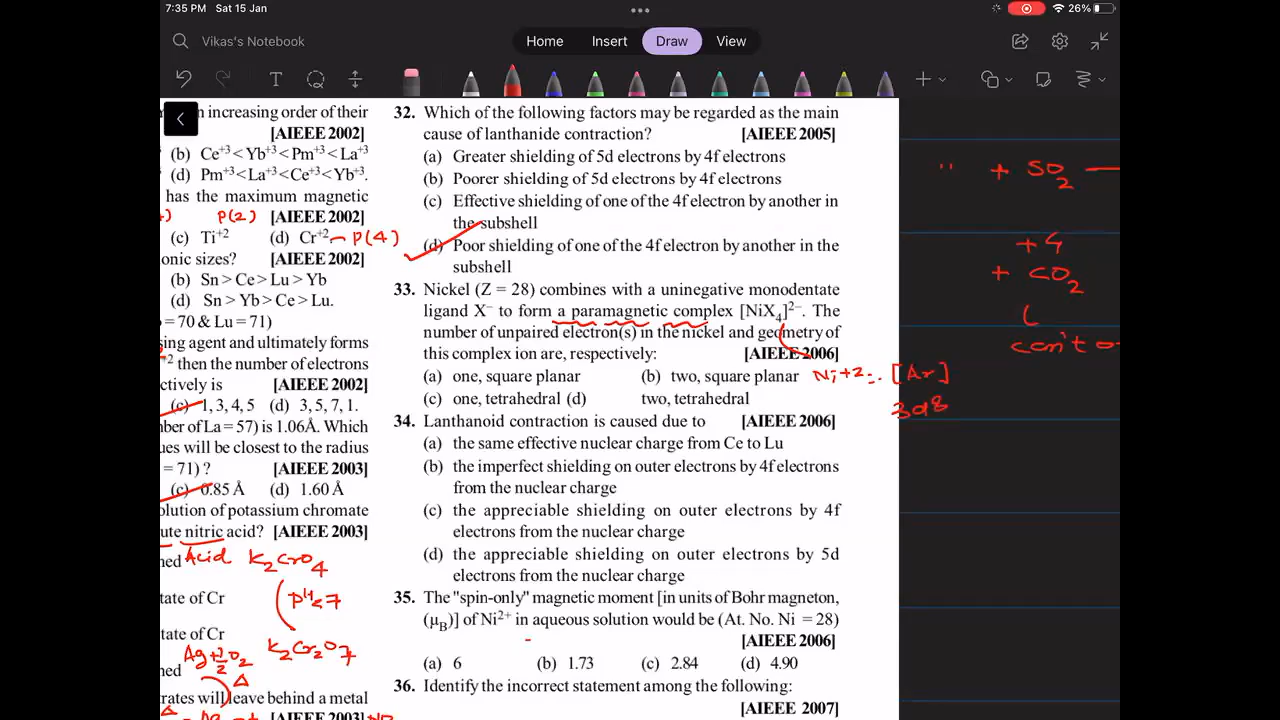 7:35 PM Sat 15 Jan
26%
Vikas's Notebook
Home Insert Draw View
n increasing order of their
[AIEEE 2002]
(b) Ce+3 < Yb+3 < Pm+3 < La+3
(d) Pm+3 < La+3 < Ce+3 < Yb+3.
has the maximum magnetic
P(2) [AIEEE 2002]
(c) Ti+2 (d) Cr+2. P(4)
onic sizes? [AIEEE 2002]
(b) Sn > Ce > Lu > Yb
(d) Sn > Yb > Ce > Lu.
= 70 & Lu = 71)
ing agent and ultimately forms
+2 then the number of electrons
ectively is [AIEEE 2002]
(c) 1, 3, 4, 5 (d) 3, 5, 7, 1.
ber of La = 57) is 1.06Å. Which
ues will be closest to the radius
= 71) ? [AIEEE 2003]
(c) 0.85 Å (d) 1.60 Å
olution of potassium chromate
ute nitric acid? [AIEEE 2003]
ned Acid K2CrO4
tate of Cr pH<7
tate of Cr K2Cr2O7
ned Ag+½O2
Δ
rates will leave behind a metal
[AIEEE 2003]
32. Which of the following factors may be regarded as the main
cause of lanthanide contraction? [AIEEE 2005]
(a) Greater shielding of 5d electrons by 4f electrons
(b) Poorer shielding of 5d electrons by 4f electrons
(c) Effective shielding of one of the 4f electron by another in
the subshell
(d) Poor shielding of one of the 4f electron by another in the
subshell
33. Nickel (Z = 28) combines with a uninegative monodentate
ligand X− to form a paramagnetic complex [NiX4]2−. The
number of unpaired electron(s) in the nickel and geometry of
this complex ion are, respectively: [AIEEE 2006]
(a) one, square planar (b) two, square planar
(c) one, tetrahedral (d) two, tetrahedral
34. Lanthanoid contraction is caused due to [AIEEE 2006]
(a) the same effective nuclear charge from Ce to Lu
(b) the imperfect shielding on outer electrons by 4f electrons
from the nuclear charge
(c) the appreciable shielding on outer electrons by 4f
electrons from the nuclear charge
(d) the appreciable shielding on outer electrons by 5d
electrons from the nuclear charge
35. The "spin-only" magnetic moment [in units of Bohr magneton,
(μB)] of Ni2+ in aqueous solution would be (At. No. Ni = 28)
[AIEEE 2006]
(a) 6 (b) 1.73 (c) 2.84 (d) 4.90
36. Identify the incorrect statement among the following:
[AIEEE 2007]
" + SO2
+4
+ CO2
can't
Ni+2 = [Ar]
3d8